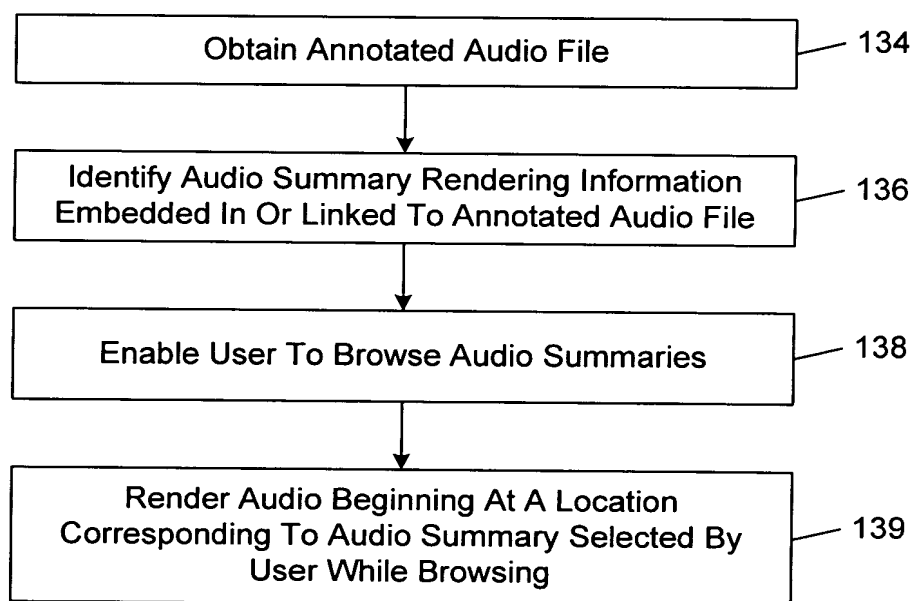 Obtain Annotated Audio File
134
Identify Audio Summary Rendering Information
Embedded In Or Linked To Annotated Audio File
136
Enable User To Browse Audio Summaries
138
Render Audio Beginning At A Location
Corresponding To Audio Summary Selected By
User While Browsing
139